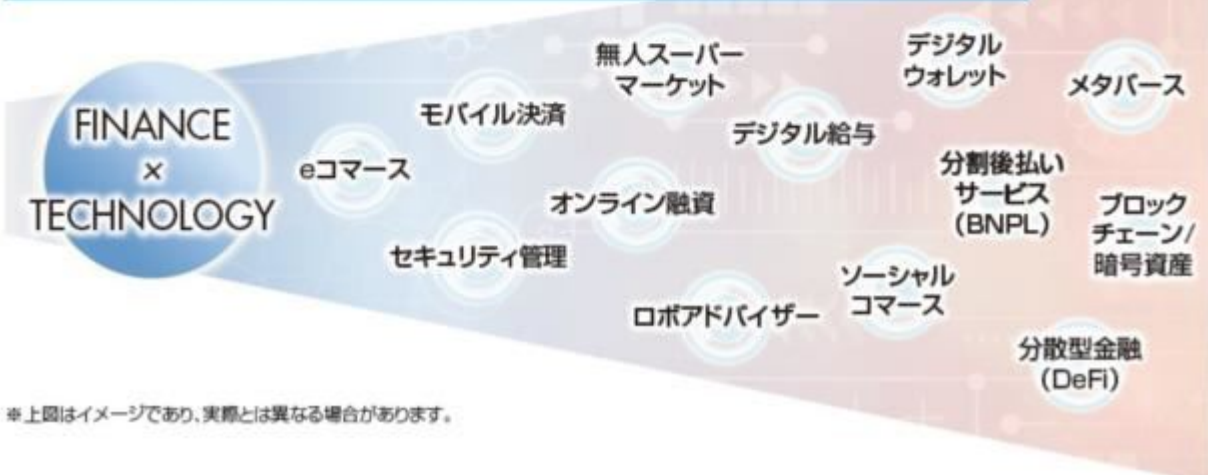 FINANCE
×
TECHNOLOGY
eコマース
モバイル決済
セキュリティ管理
無人スーパー
マーケット
オンライン融資
ロボアドバイザー
デジタル給与
デジタル
ウォレット
ソーシャル
コマース
分割後払い
サービス
(BNPL)
メタバース
ブロック
チェーン/
暗号資産
分散型金融
(DeFi)
※上図はイメージであり、実際とは異なる場合があります。